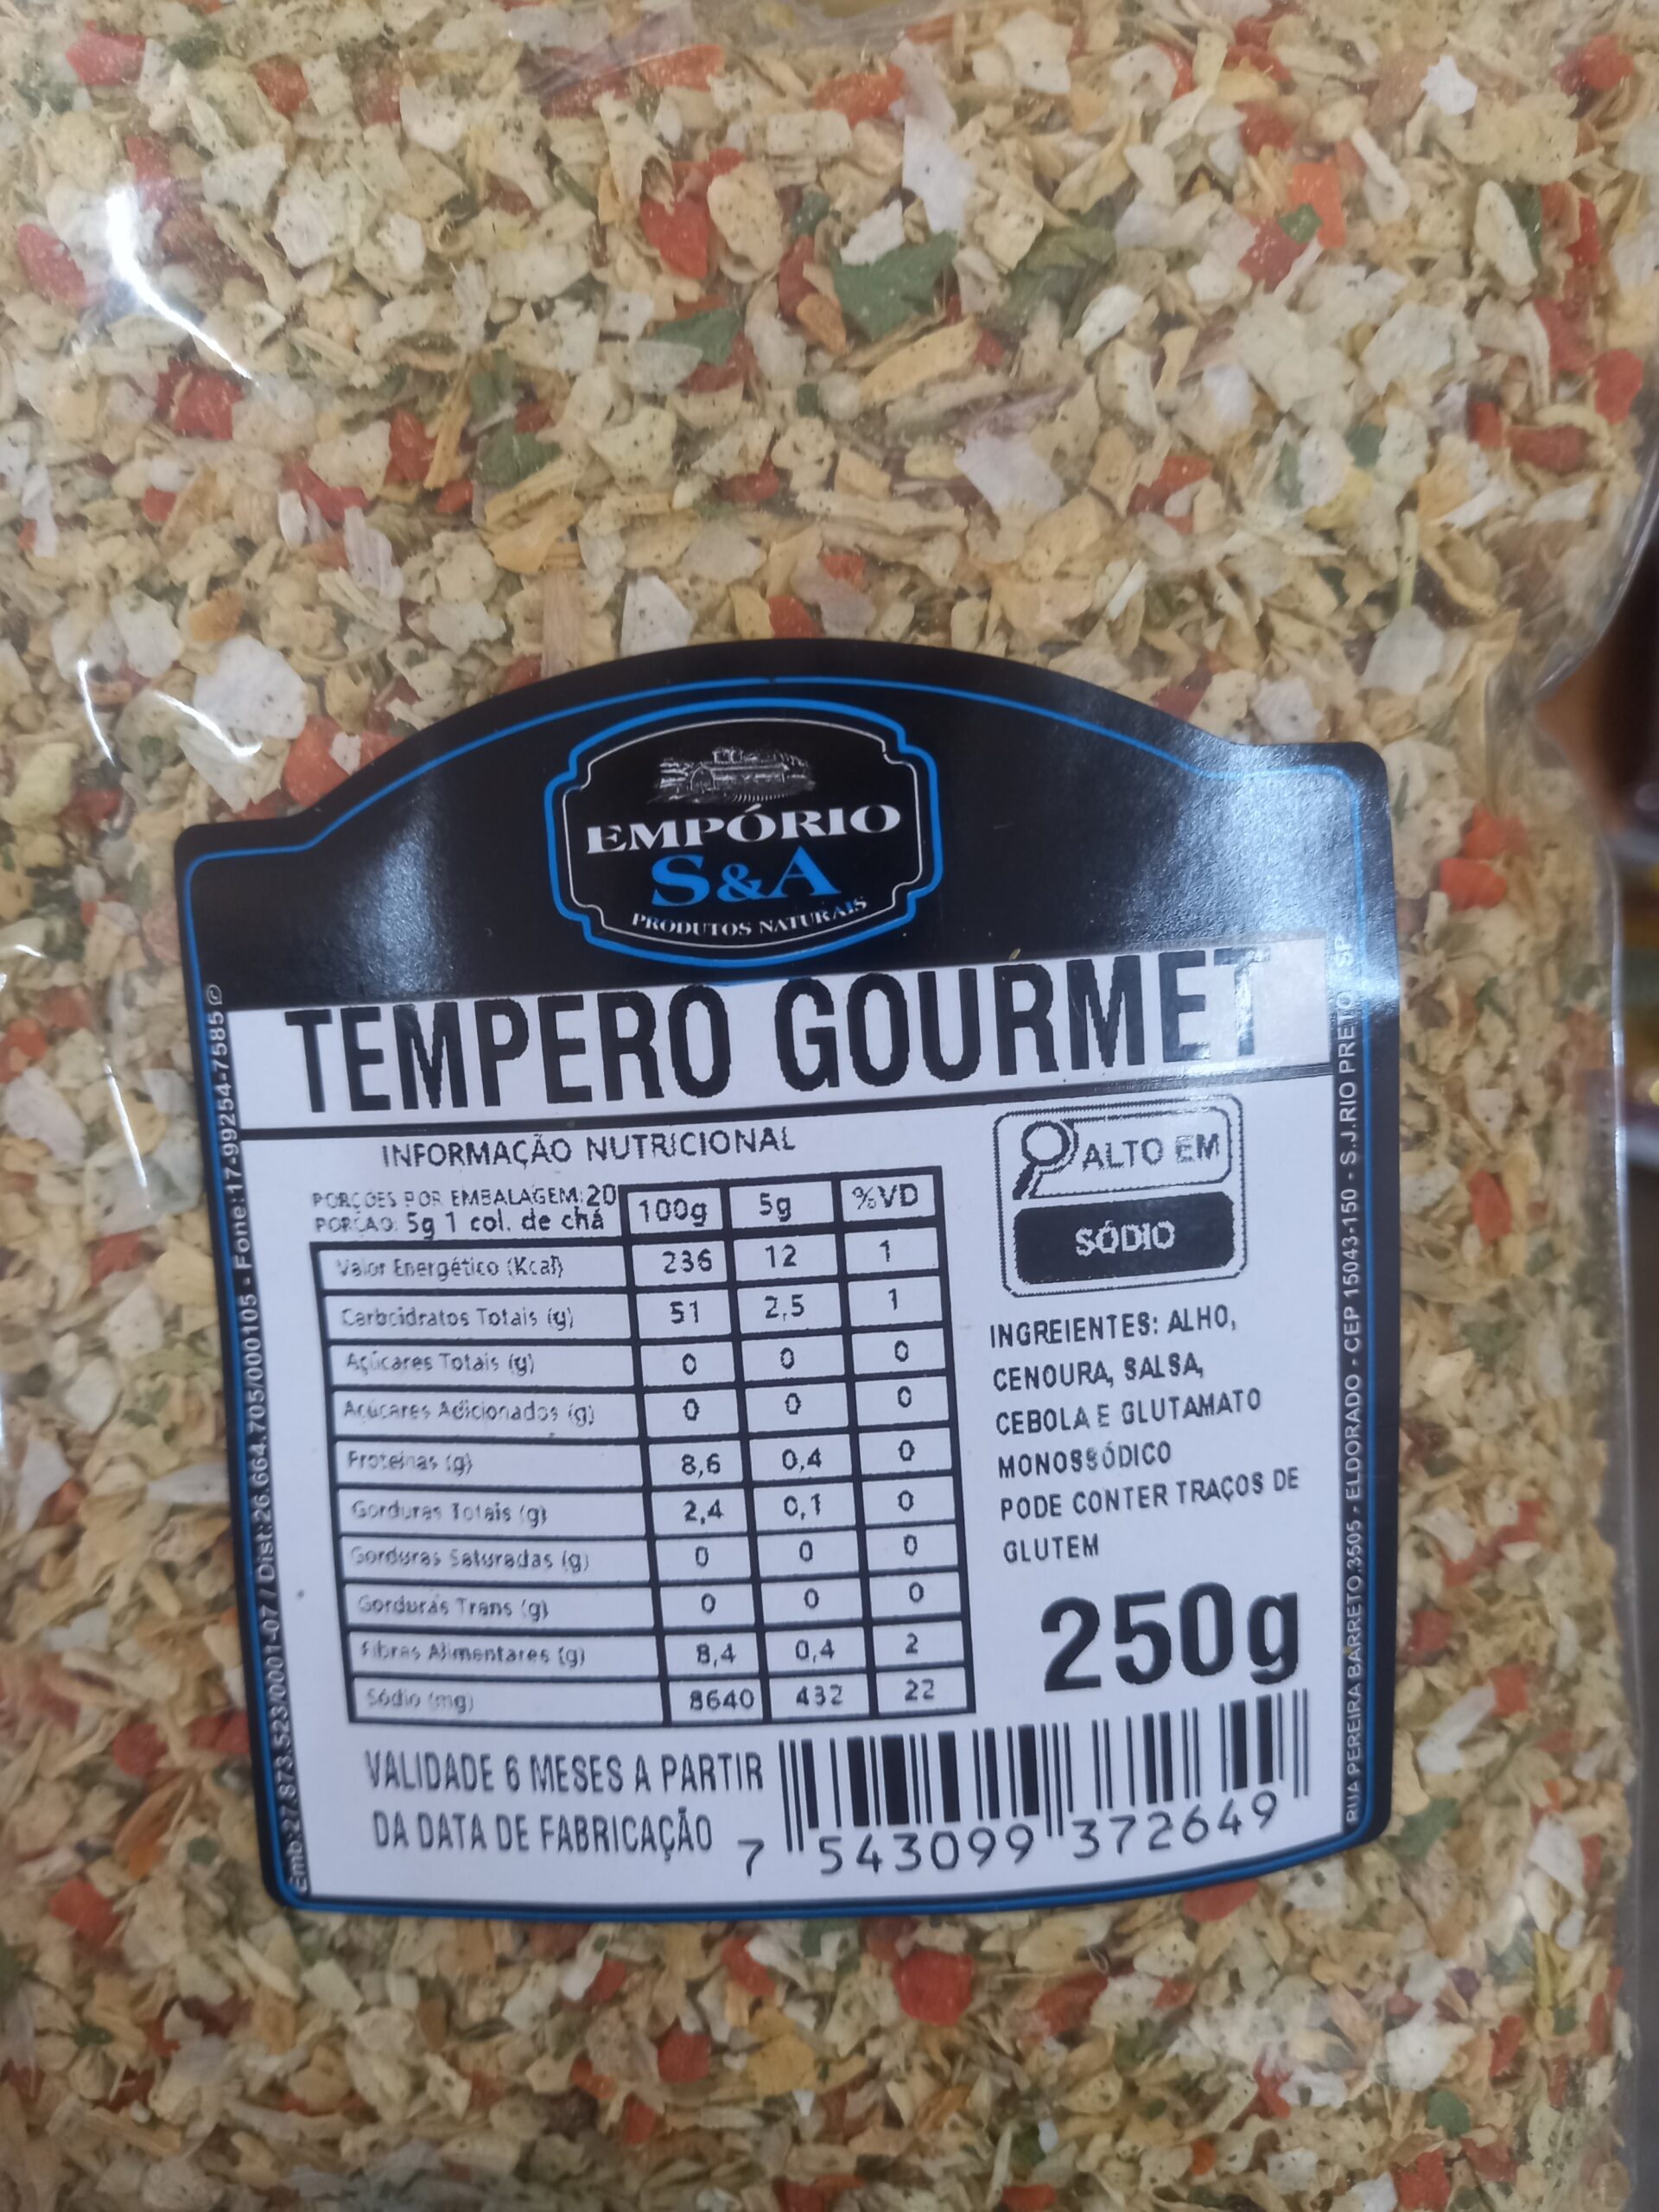 EMPÓRIO
S&A
PRODUTOS NATURAIS
TEMPERO GOURMET
INFORMAÇÃO NUTRICIONAL
PORÇOES POR EMBALAGEM:20
PORÇAO: 5g 1 col. de chá
100g 5g %VD
Valor Energético (Kcal) 236 12 1
Carboidratos Totais (g) 51 2,5 1
Açúcares Totais (g) 0 0 0
Açúcares Adicionados (g) 0 0 0
Proteínas (g) 8,6 0,4 0
Gorduras Totais (g) 2,4 0,1 0
Gorduras Saturadas (g) 0 0 0
Gorduras Trans (g) 0 0 0
Fibras Alimentares (g) 8,4 0,4 2
Sódio (mg) 8640 432 22
VALIDADE 6 MESES A PARTIR
DA DATA DE FABRICAÇÃO
ALTO EM
SÓDIO
INGREIENTES: ALHO,
CENOURA, SALSA,
CEBOLA E GLUTAMATO
MONOSSÓDICO
PODE CONTER TRAÇOS DE
GLUTEM
250g
7 543099 372649
Emb:27.873.523/0001-07 / Dist:26.664.705/000105 - Fone:17-99254-7585 ©
RUA PEREIRA BARRETO,3505 - ELDORADO - CEP 15043-150 - S.J.RIO PRETO SP